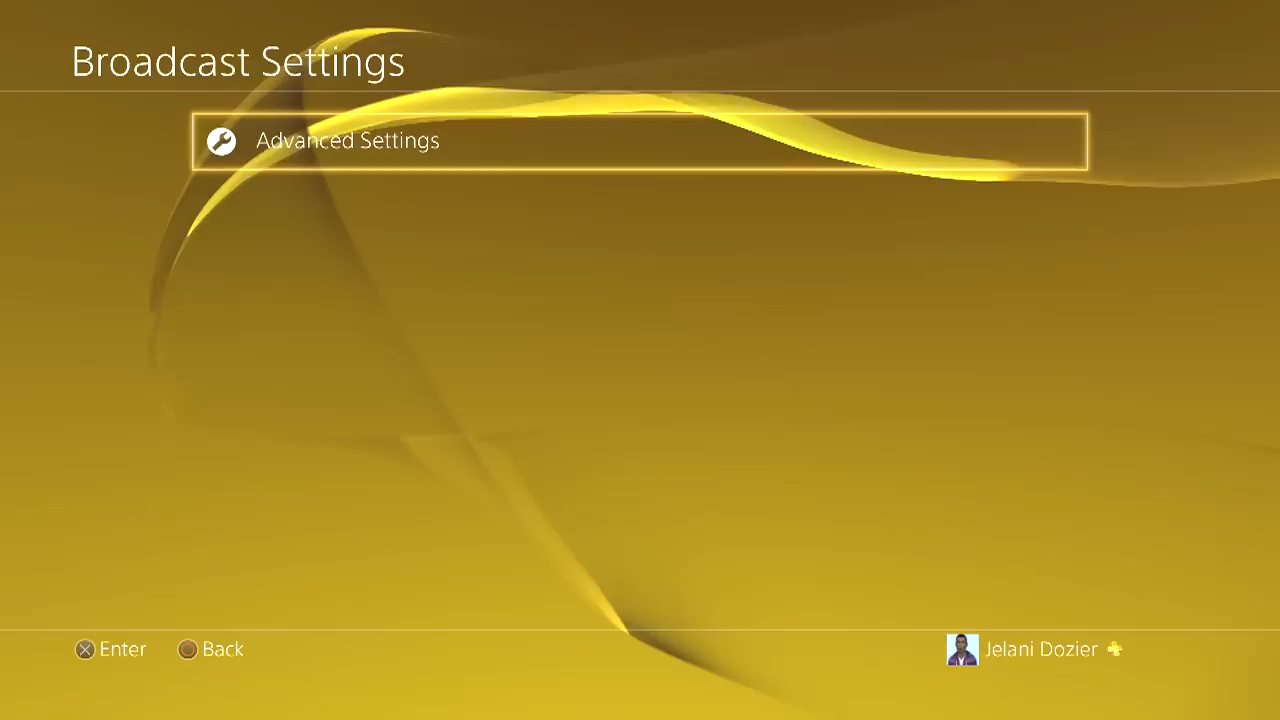 Broadcast Settings
Advanced Settings
Enter Back
Jelani Dozier